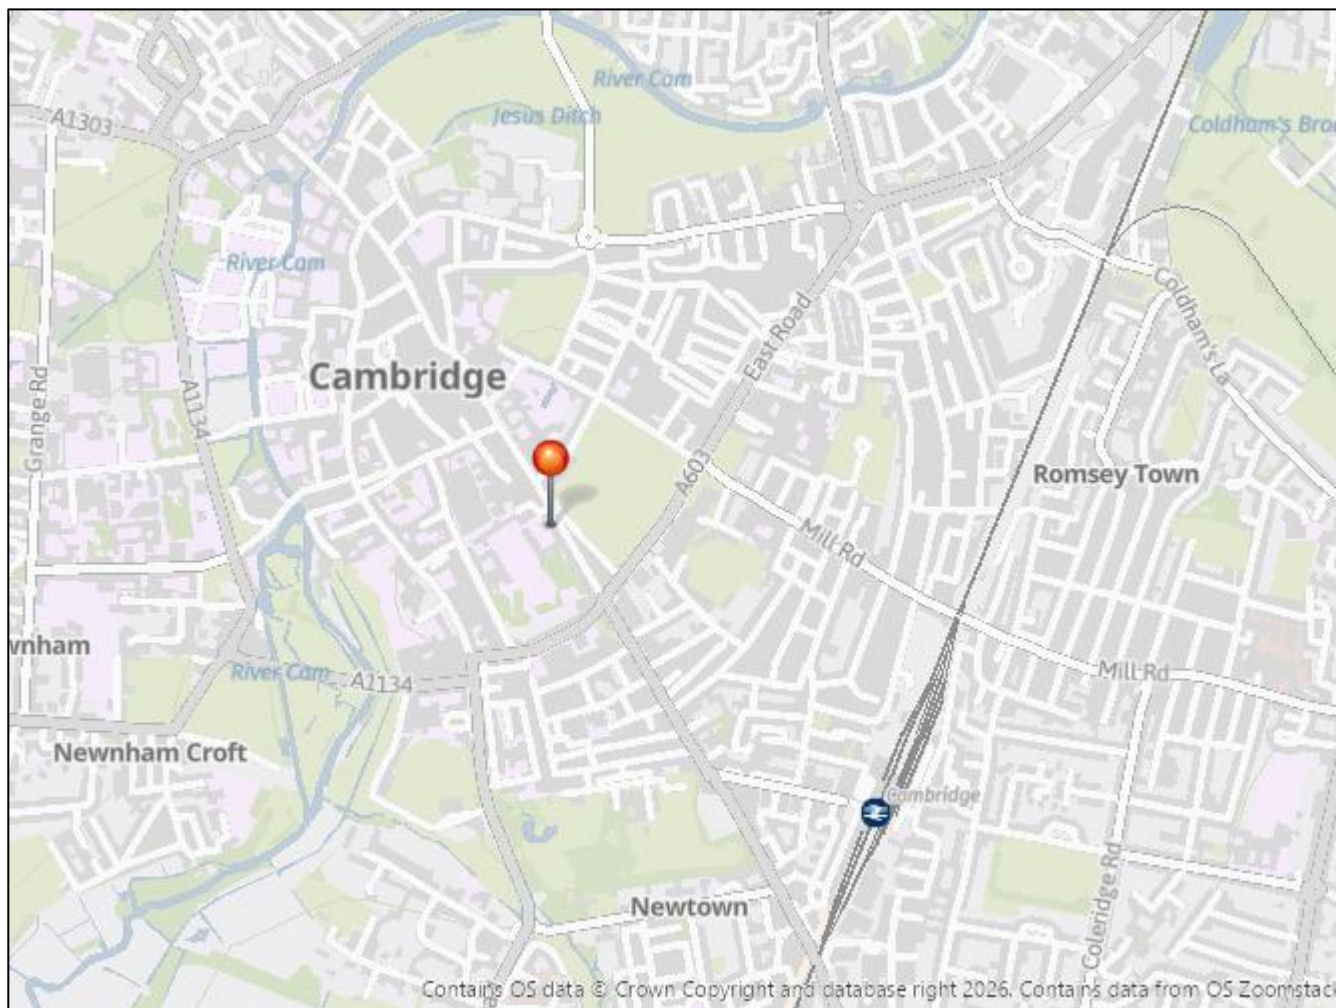 River Cam
Jesus Ditch
A1303
Coldham's Bro
River Cam
Coldham's La
East Road
Cambridge
Grange Rd
A1134
A603
Romsey Town
Mill Rd
wnham
River Cam
A1134
Mill Rd
Newnham Croft
Cambridge
Coleridge Rd
Newtown
Contains OS data © Crown Copyright and database right 2026. Contains data from OS Zoomstac